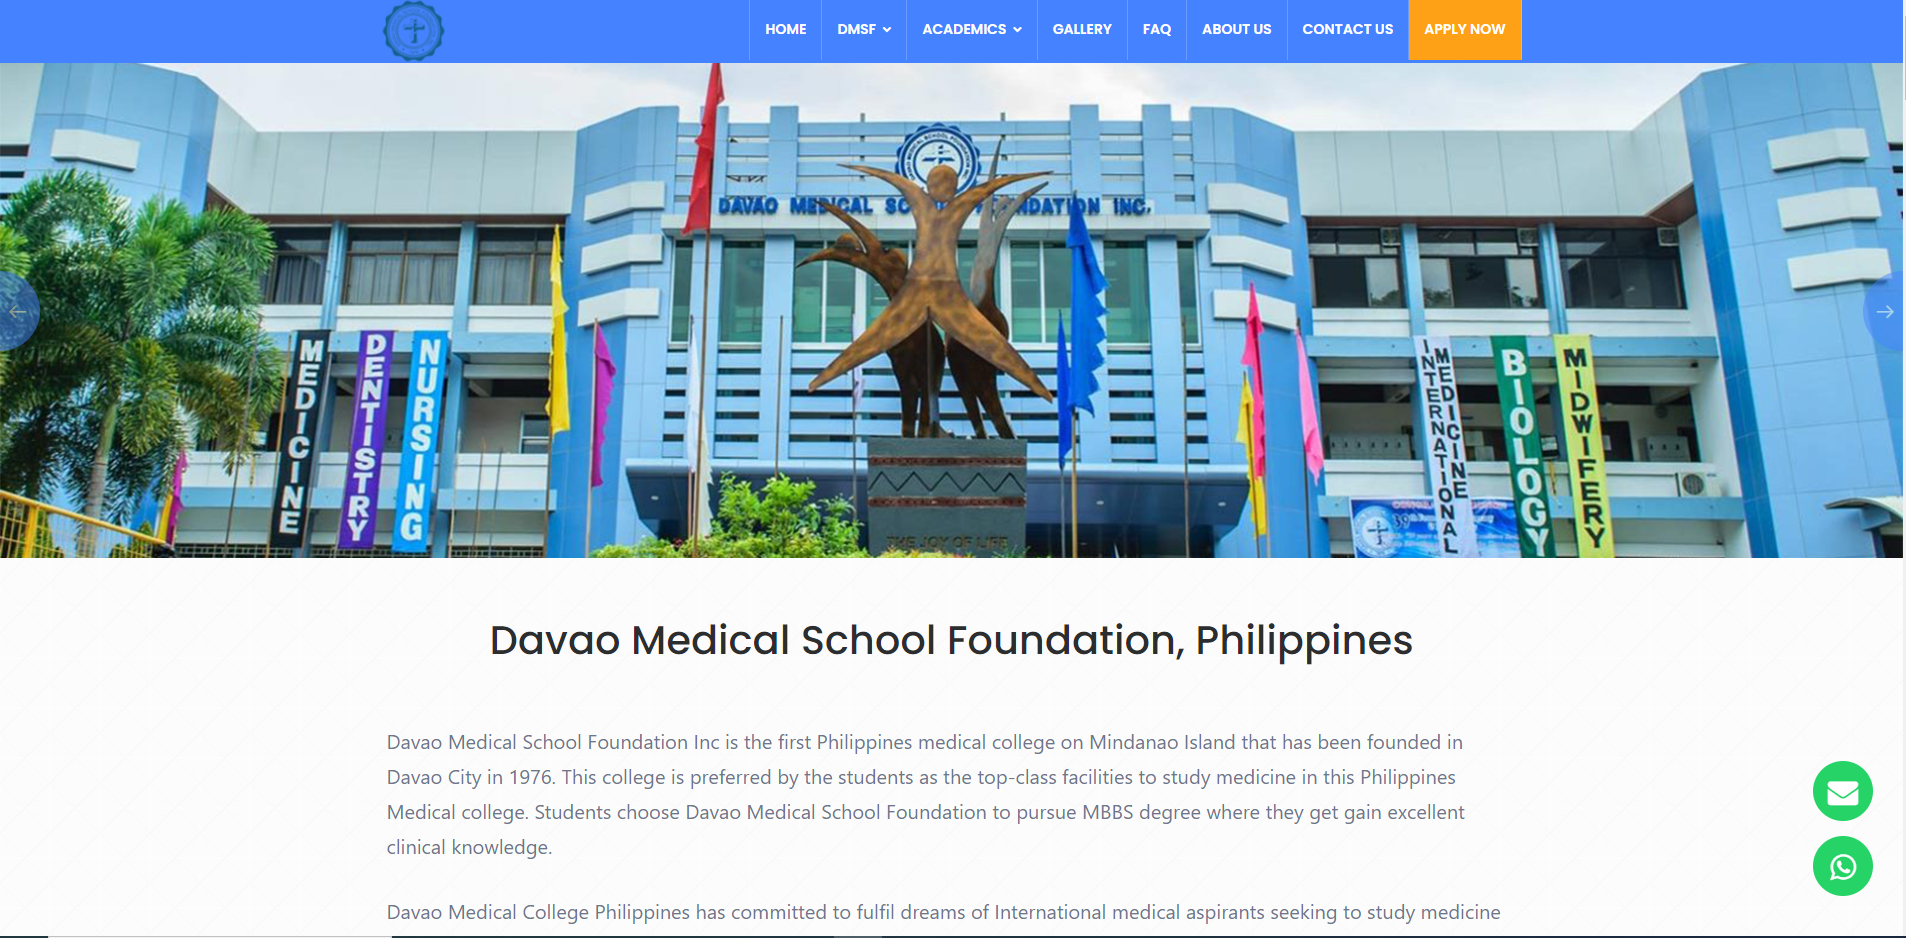 HOME DMSF ACADEMICS GALLERY FAQ ABOUT US CONTACT US APPLY NOW
DAVAO MEDICAL SC NDATION INC.
MEDICINE
DENTISTRY
NURSING
INTERNATIONAL
MEDICINE
BIOLOGY
MIDWIFERY
THE JOY OF LIFE
Davao Medical School Foundation, Philippines
Davao Medical School Foundation Inc is the first Philippines medical college on Mindanao Island that has been founded in
Davao City in 1976. This college is preferred by the students as the top-class facilities to study medicine in this Philippines
Medical college. Students choose Davao Medical School Foundation to pursue MBBS degree where they get gain excellent
clinical knowledge.
Davao Medical College Philippines has committed to fulfil dreams of International medical aspirants seeking to study medicine